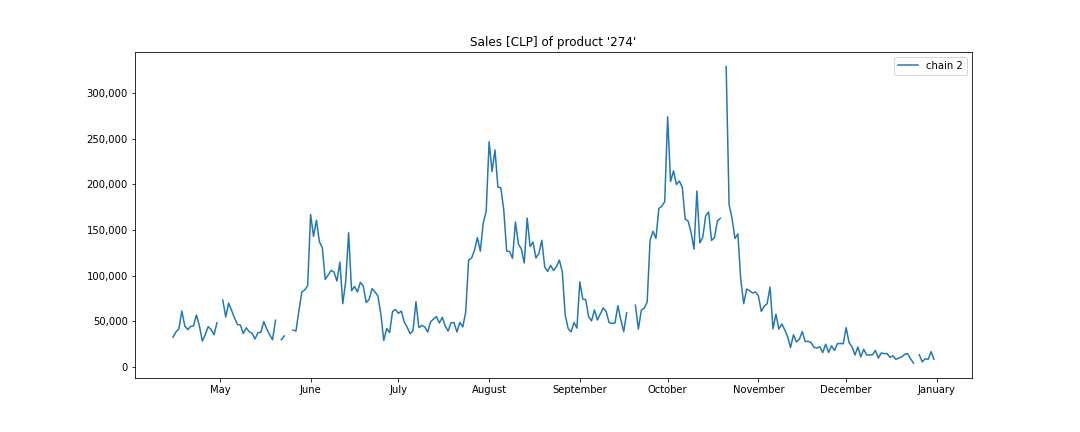 Sales [CLP] of product '274'
chain 2
300,000
250,000
200,000
150,000
100,000
50,000
0
May June July August September October November December January